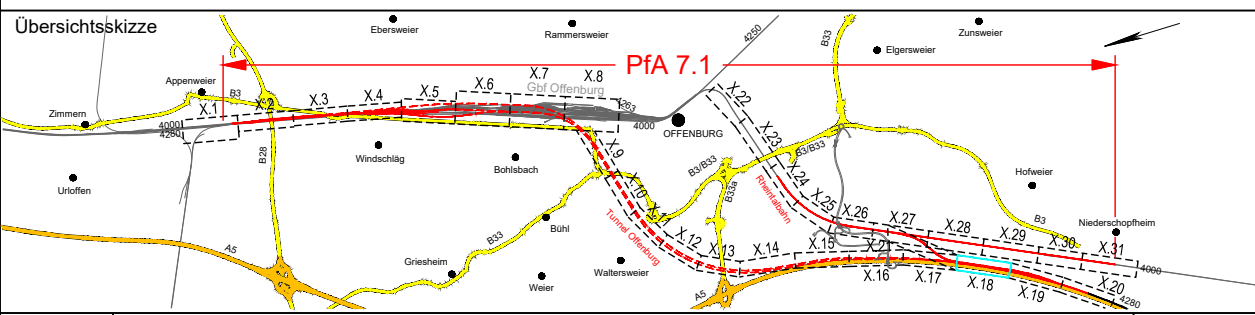 Übersichtsskizze
Ebersweier
Rammersweier
4250
B33
Zunsweier
Elgersweier
PfA 7.1
Appenweier
B3
Zimmern
4000
4280
X.1
X.2
X.3
X.4
X.5
X.6
X.7
X.8
Gbf Offenburg
4263
4000
OFFENBURG
X.22
X.23
X.24
X.25
X.26
X.27
X.28
X.29
X.30
X.31
4000
Rheintalbahn
B3/B33
B3/B33
B33a
B28
Windschläg
Bohlsbach
Urloffen
A5
Griesheim
B33
Bühl
Weier
Waltersweier
Tunnel Offenburg
X.9
X.10
X.11
X.12
X.13
X.14
X.15
X.21
X.16
X.17
X.18
X.19
X.20
4280
A5
Hofweier
B3
Niederschopfheim